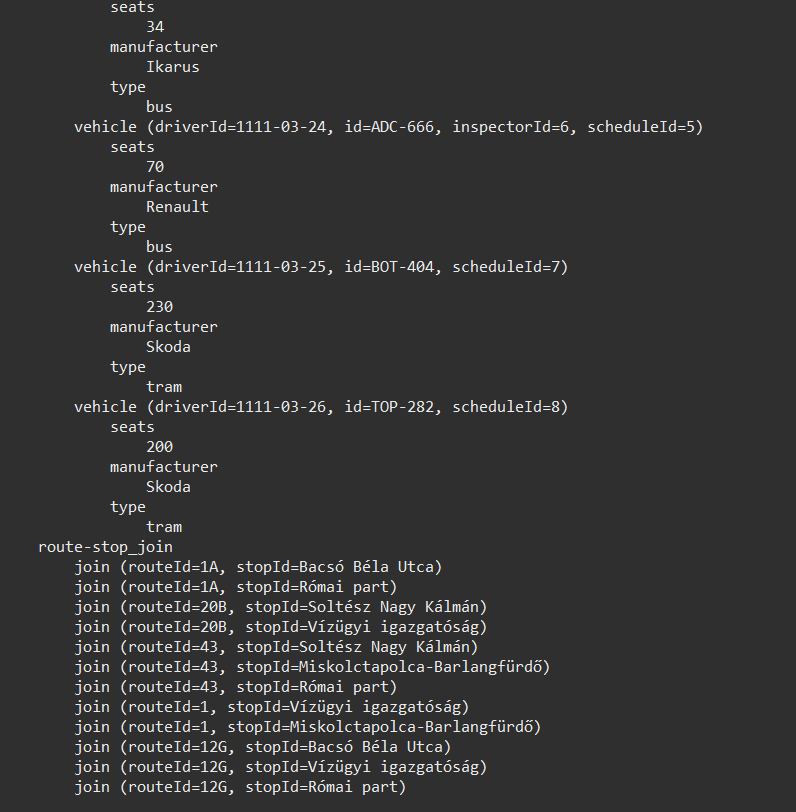 seats
34
manufacturer
Ikarus
type
bus
vehicle (driverId=1111-03-24, id=ADC-666, inspectorId=6, scheduleId=5)
seats
70
manufacturer
Renault
type
bus
vehicle (driverId=1111-03-25, id=BOT-404, scheduleId=7)
seats
230
manufacturer
Skoda
type
tram
vehicle (driverId=1111-03-26, id=TOP-282, scheduleId=8)
seats
200
manufacturer
Skoda
type
tram
route-stop_join
join (routeId=1A, stopId=Bacsó Béla Utca)
join (routeId=1A, stopId=Római part)
join (routeId=20B, stopId=Soltész Nagy Kálmán)
join (routeId=20B, stopId=Vízügyi igazgatóság)
join (routeId=43, stopId=Soltész Nagy Kálmán)
join (routeId=43, stopId=Miskolctapolca-Barlangfürdő)
join (routeId=43, stopId=Római part)
join (routeId=1, stopId=Vízügyi igazgatóság)
join (routeId=1, stopId=Miskolctapolca-Barlangfürdő)
join (routeId=12G, stopId=Bacsó Béla Utca)
join (routeId=12G, stopId=Vízügyi igazgatóság)
join (routeId=12G, stopId=Római part)